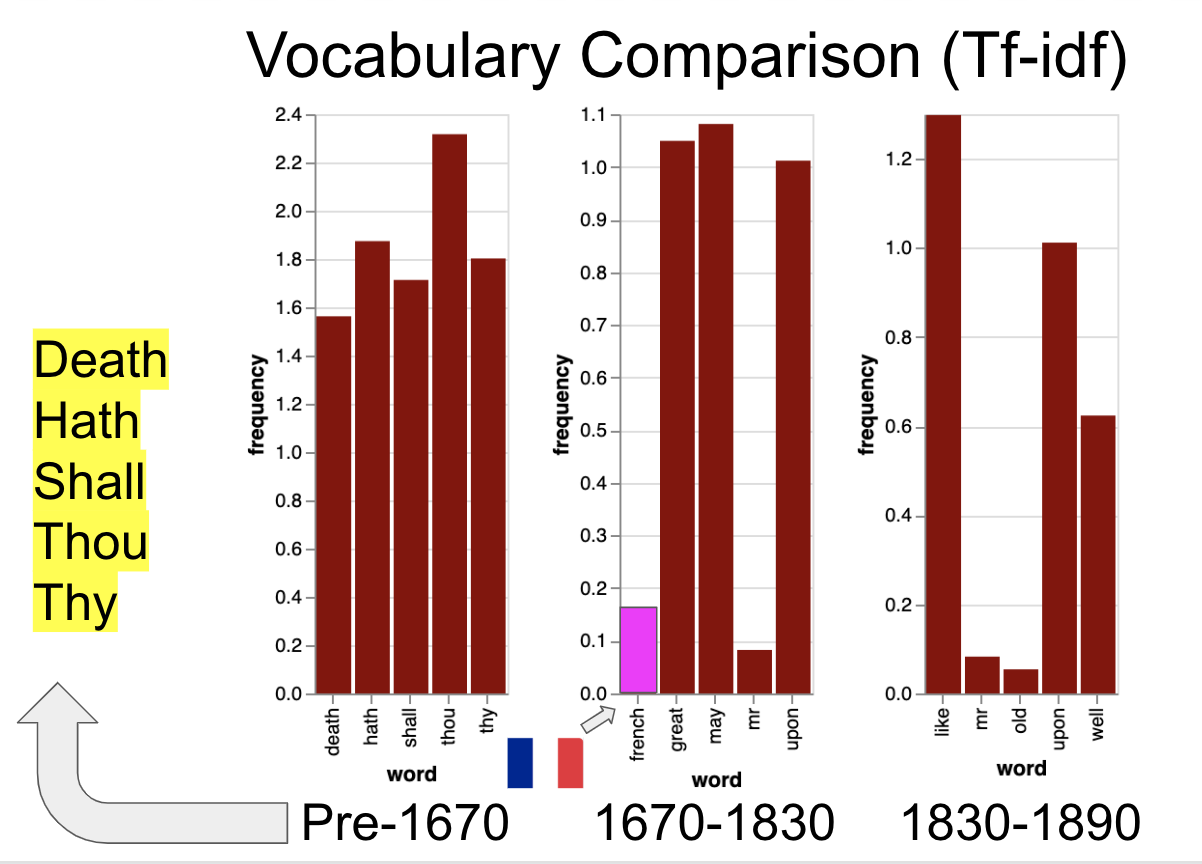 Vocabulary Comparison (Tf-idf)
Death
Hath
Shall
Thou
Thy
frequency
2.4
2.2
2.0
1.8
1.6
1.4
1.2
1.0
0.8
0.6
0.4
0.2
0.0
death
hath
shall
thou
thy
word
Pre-1670
frequency
1.1
1.0
0.9
0.8
0.7
0.6
0.5
0.4
0.3
0.2
0.1
0.0
french
great
may
mr
upon
word
1670-1830
frequency
1.2
1.0
0.8
0.6
0.4
0.2
0.0
like
mr
old
upon
well
word
1830-1890